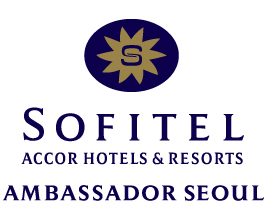 S
SOFITEL
ACCOR HOTELS & RESORTS
AMBASSADOR SEOUL